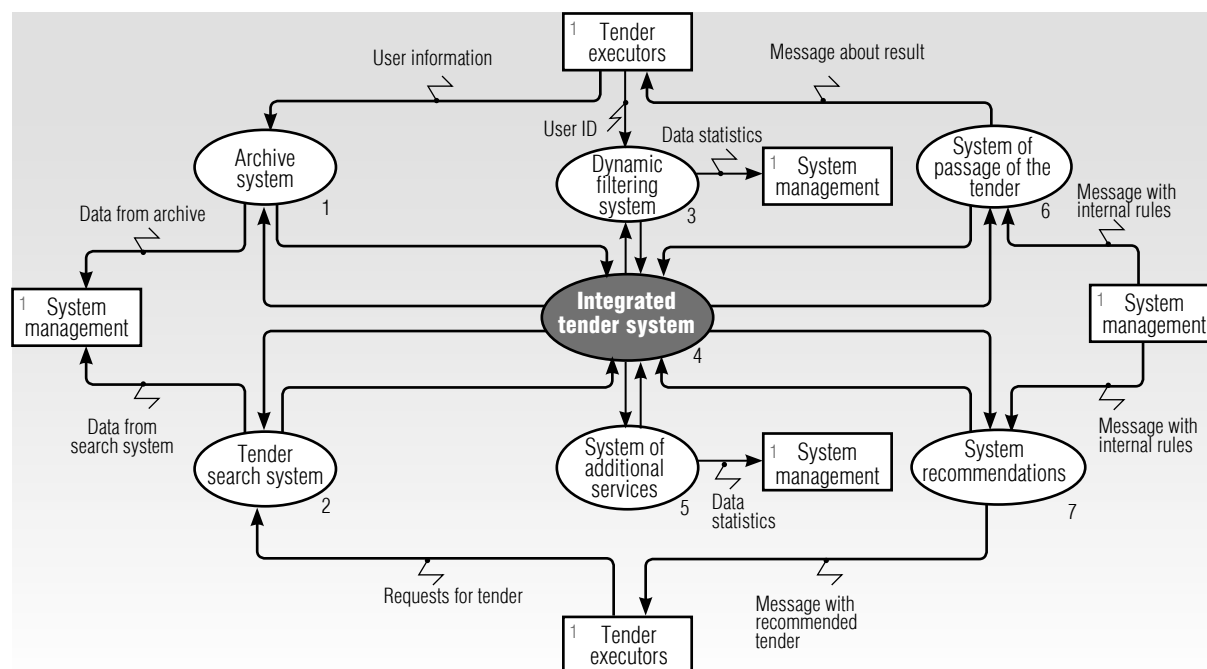 1 Tender
executors
User information
Message about result
User ID
Data statistics
Archive
system
1
Dynamic
filtering
system
3
1 System
management
System of
passage of the
tender
6
Message with
internal rules
Data from archive
1 System
management
Integrated
tender system
4
1 System
management
Data from
search system
Message with
internal rules
Tender
search system
2
System of
additional
services
5
1 System
management
Data
statistics
System
recommendations
7
Requests for tender
Message with
recommended
tender
1 Tender
executors